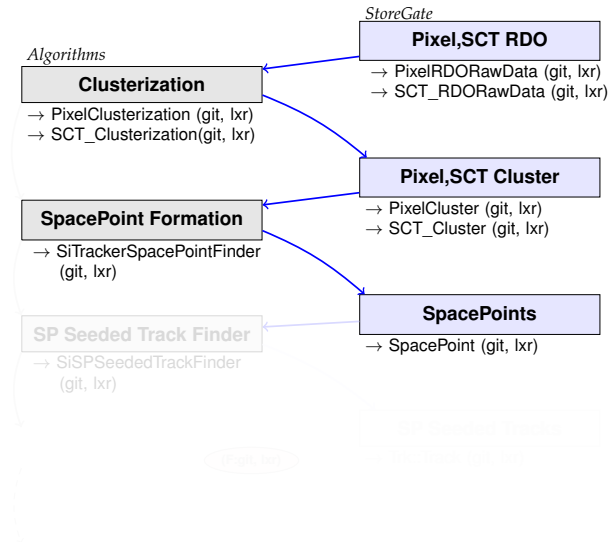 StoreGate
Pixel,SCT RDO
→ PixelRDORawData (git, lxr)
→ SCT_RDORawData (git, lxr)
Algorithms
Clusterization
→ PixelClusterization (git, lxr)
→ SCT_Clusterization(git, lxr)
Pixel,SCT Cluster
→ PixelCluster (git, lxr)
→ SCT_Cluster (git, lxr)
SpacePoint Formation
→ SiTrackerSpacePointFinder
(git, lxr)
SpacePoints
→ SpacePoint (git, lxr)
SP Seeded Track Finder
→ SiSPSeededTrackFinder
(git, lxr)